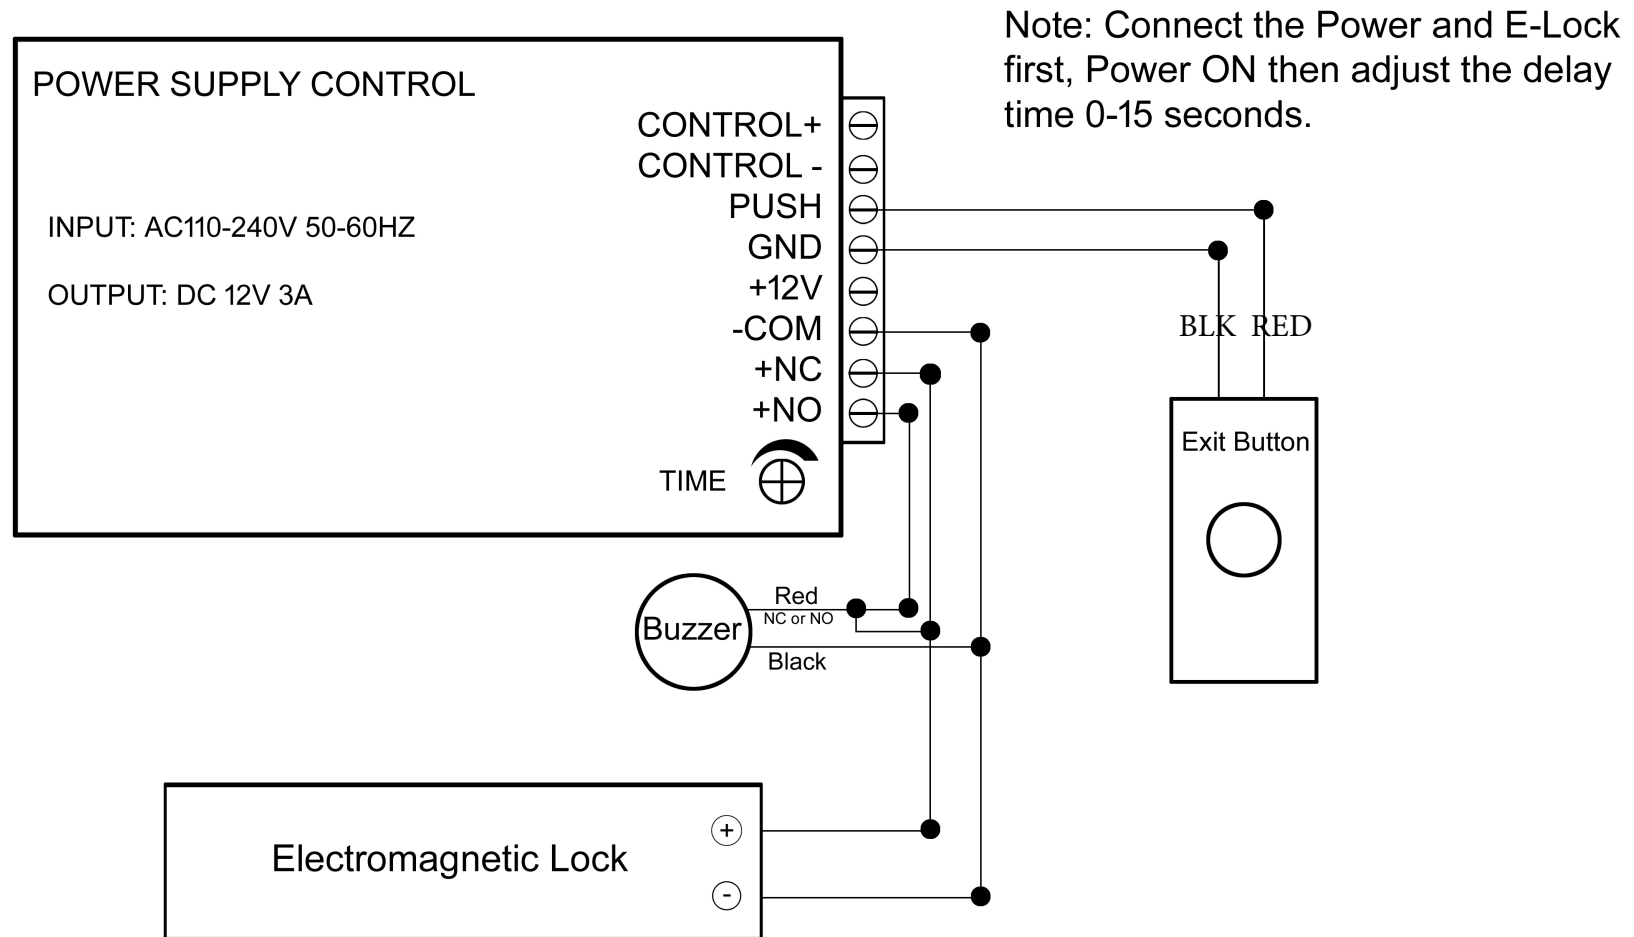 Note: Connect the Power and E-Lock
first, Power ON then adjust the delay
time 0-15 seconds.
POWER SUPPLY CONTROL
INPUT: AC110-240V 50-60HZ
OUTPUT: DC 12V 3A
CONTROL+
CONTROL -
PUSH
GND
+12V
-COM
+NC
+NO
TIME
BLK RED
Exit Button
Buzzer
Red
NC or NO
Black
Electromagnetic Lock
+
-